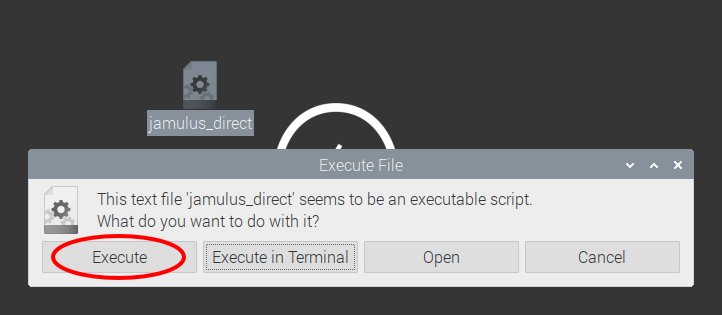 jamulus_direct
Execute File
This text file 'jamulus_direct' seems to be an executable script.
What do you want to do with it?
Execute
Execute in Terminal
Open
Cancel